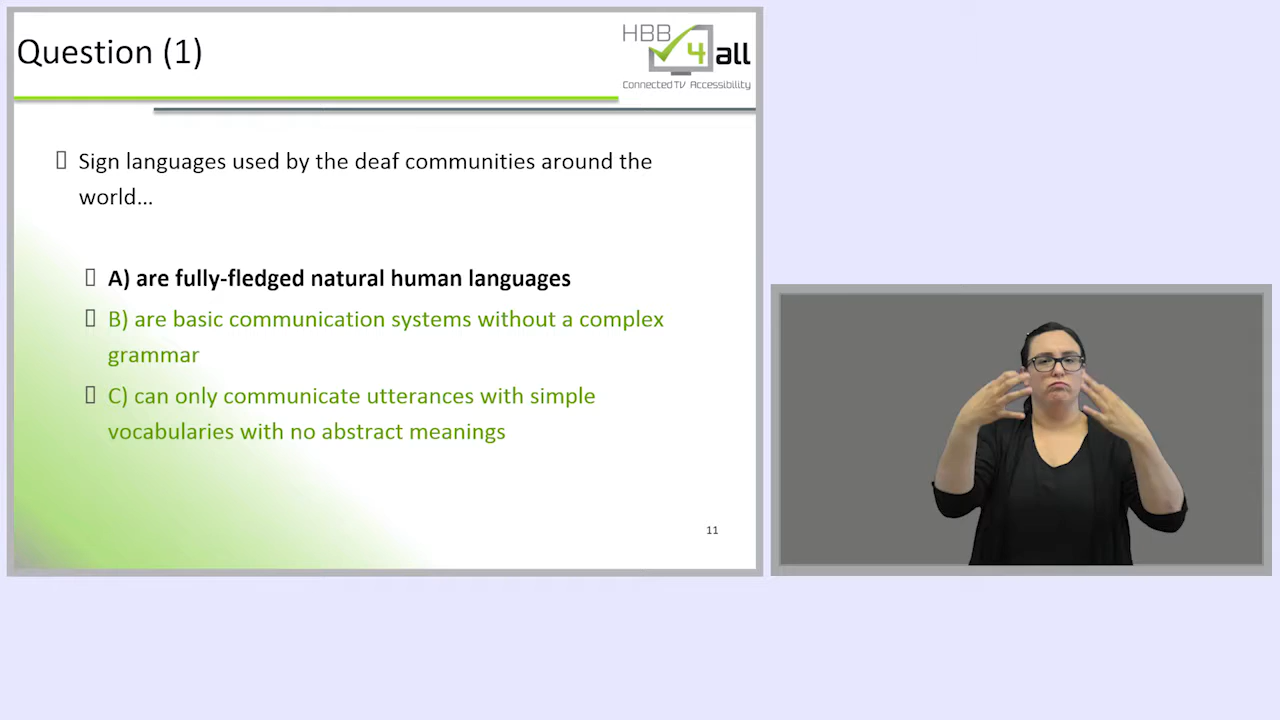 Question (1)
HBB
4 all
Connected TV Accessibility
Sign languages used by the deaf communities around the
world...
A) are fully-fledged natural human languages
B) are basic communication systems without a complex
grammar
C) can only communicate utterances with simple
vocabularies with no abstract meanings
11